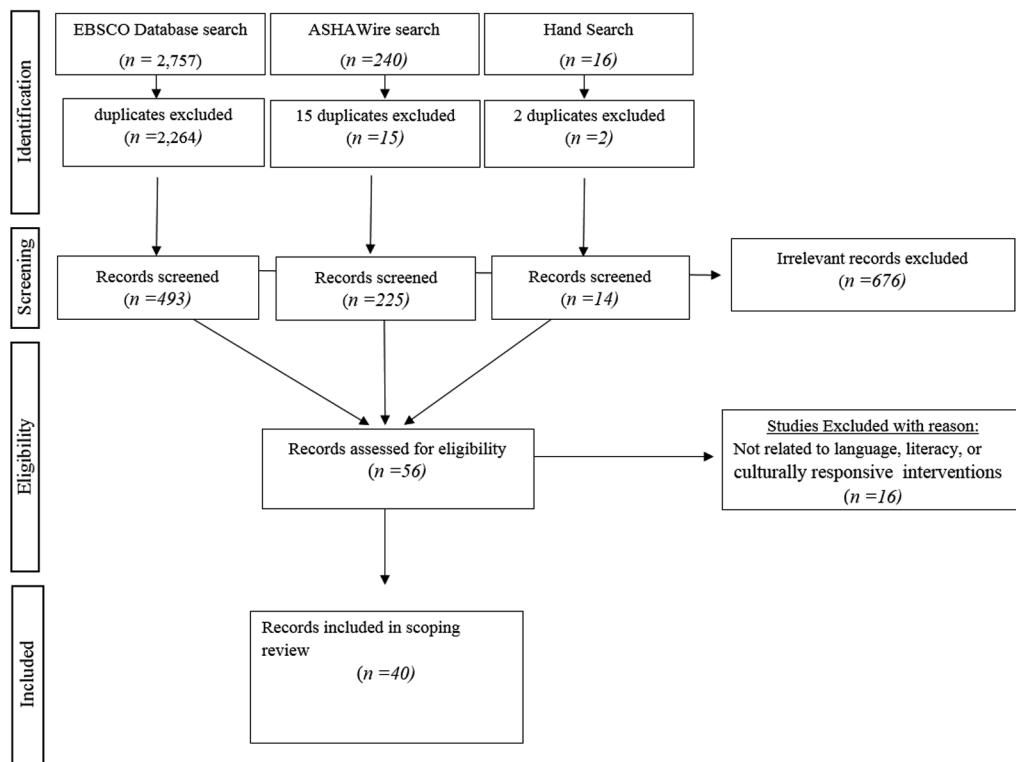 Identification
EBSCO Database search
(n = 2,757)
ASHAWire search
(n =240)
Hand Search
(n =16)
duplicates excluded
(n =2,264)
15 duplicates excluded
(n =15)
2 duplicates excluded
(n =2)
Screening
Records screened
(n =493)
Records screened
(n =225)
Records screened
(n =14)
Irrelevant records excluded
(n =676)
Eligibility
Records assessed for eligibility
(n =56)
Studies Excluded with reason:
Not related to language, literacy, or
culturally responsive interventions
(n =16)
Included
Records included in scoping
review
(n =40)